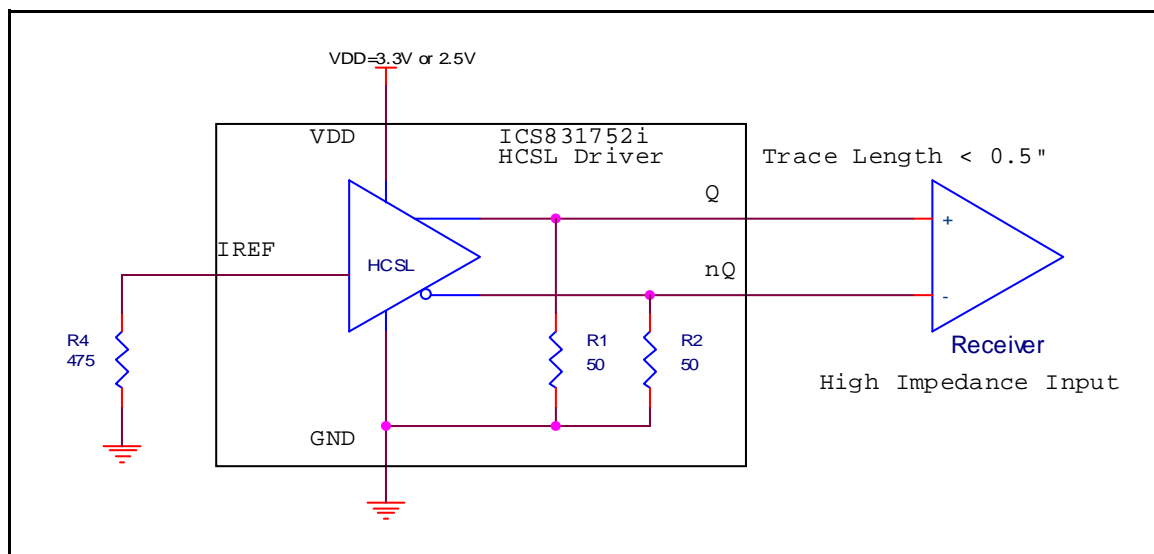 VDD=3.3V or 2.5V
VDD
ICS831752i
HCSL Driver
Trace Length < 0.5"
Q
+
IREF
HCSL
nQ
-
R4
475
R1
50
R2
50
Receiver
High Impedance Input
GND